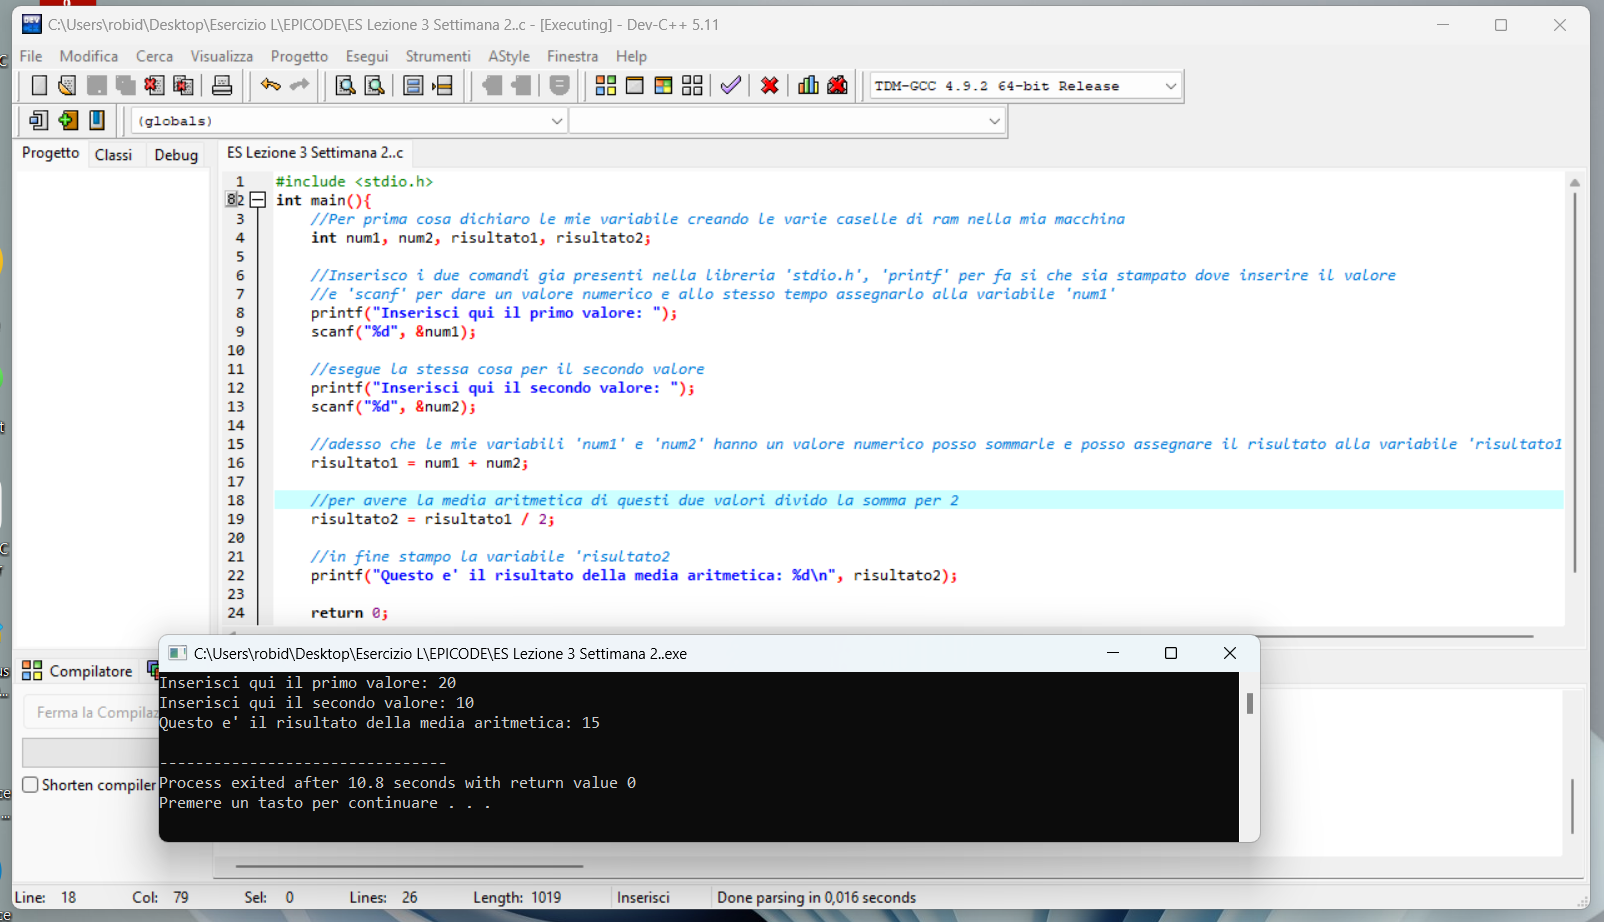 C:\Users\robid\Desktop\Esercizio L\EPICODE\ES Lezione 3 Settimana 2..c - [Executing] - Dev-C++ 5.11
File Modifica Cerca Visualizza Progetto Esegui Strumenti AStyle Finestra Help
TDM-GCC 4.9.2 64-bit Release
(globals)
Progetto Classi Debug
ES Lezione 3 Settimana 2..c
1 #include <stdio.h>
2 int main(){
3 //Per prima cosa dichiaro le mie variabile creando le varie caselle di ram nella mia macchina
4 int num1, num2, risultato1, risultato2;
5
6 //Inserisco i due comandi gia presenti nella libreria 'stdio.h', 'printf' per fa si che sia stampato dove inserire il valore
7 //e 'scanf' per dare un valore numerico e allo stesso tempo assegnarlo alla variabile 'num1'
8 printf("Inserisci qui il primo valore: ");
9 scanf("%d", &num1);
10
11 //esegue la stessa cosa per il secondo valore
12 printf("Inserisci qui il secondo valore: ");
13 scanf("%d", &num2);
14
15 //adesso che le mie variabili 'num1' e 'num2' hanno un valore numerico posso sommarle e posso assegnare il risultato alla variabile 'risultato1
16 risultato1 = num1 + num2;
17
18 //per avere la media aritmetica di questi due valori divido la somma per 2
19 risultato2 = risultato1 / 2;
20
21 //in fine stampo la variabile 'risultato2
22 printf("Questo e' il risultato della media aritmetica: %d\n", risultato2);
23
24 return 0;
Compilatore
Ferma la Compilaz
Shorten compiler
C:\Users\robid\Desktop\Esercizio L\EPICODE\ES Lezione 3 Settimana 2..exe
Inserisci qui il primo valore: 20
Inserisci qui il secondo valore: 10
Questo e' il risultato della media aritmetica: 15
--------------------------------
Process exited after 10.8 seconds with return value 0
Premere un tasto per continuare . . .
Line: 18 Col: 79 Sel: 0 Lines: 26 Length: 1019 Inserisci Done parsing in 0,016 seconds